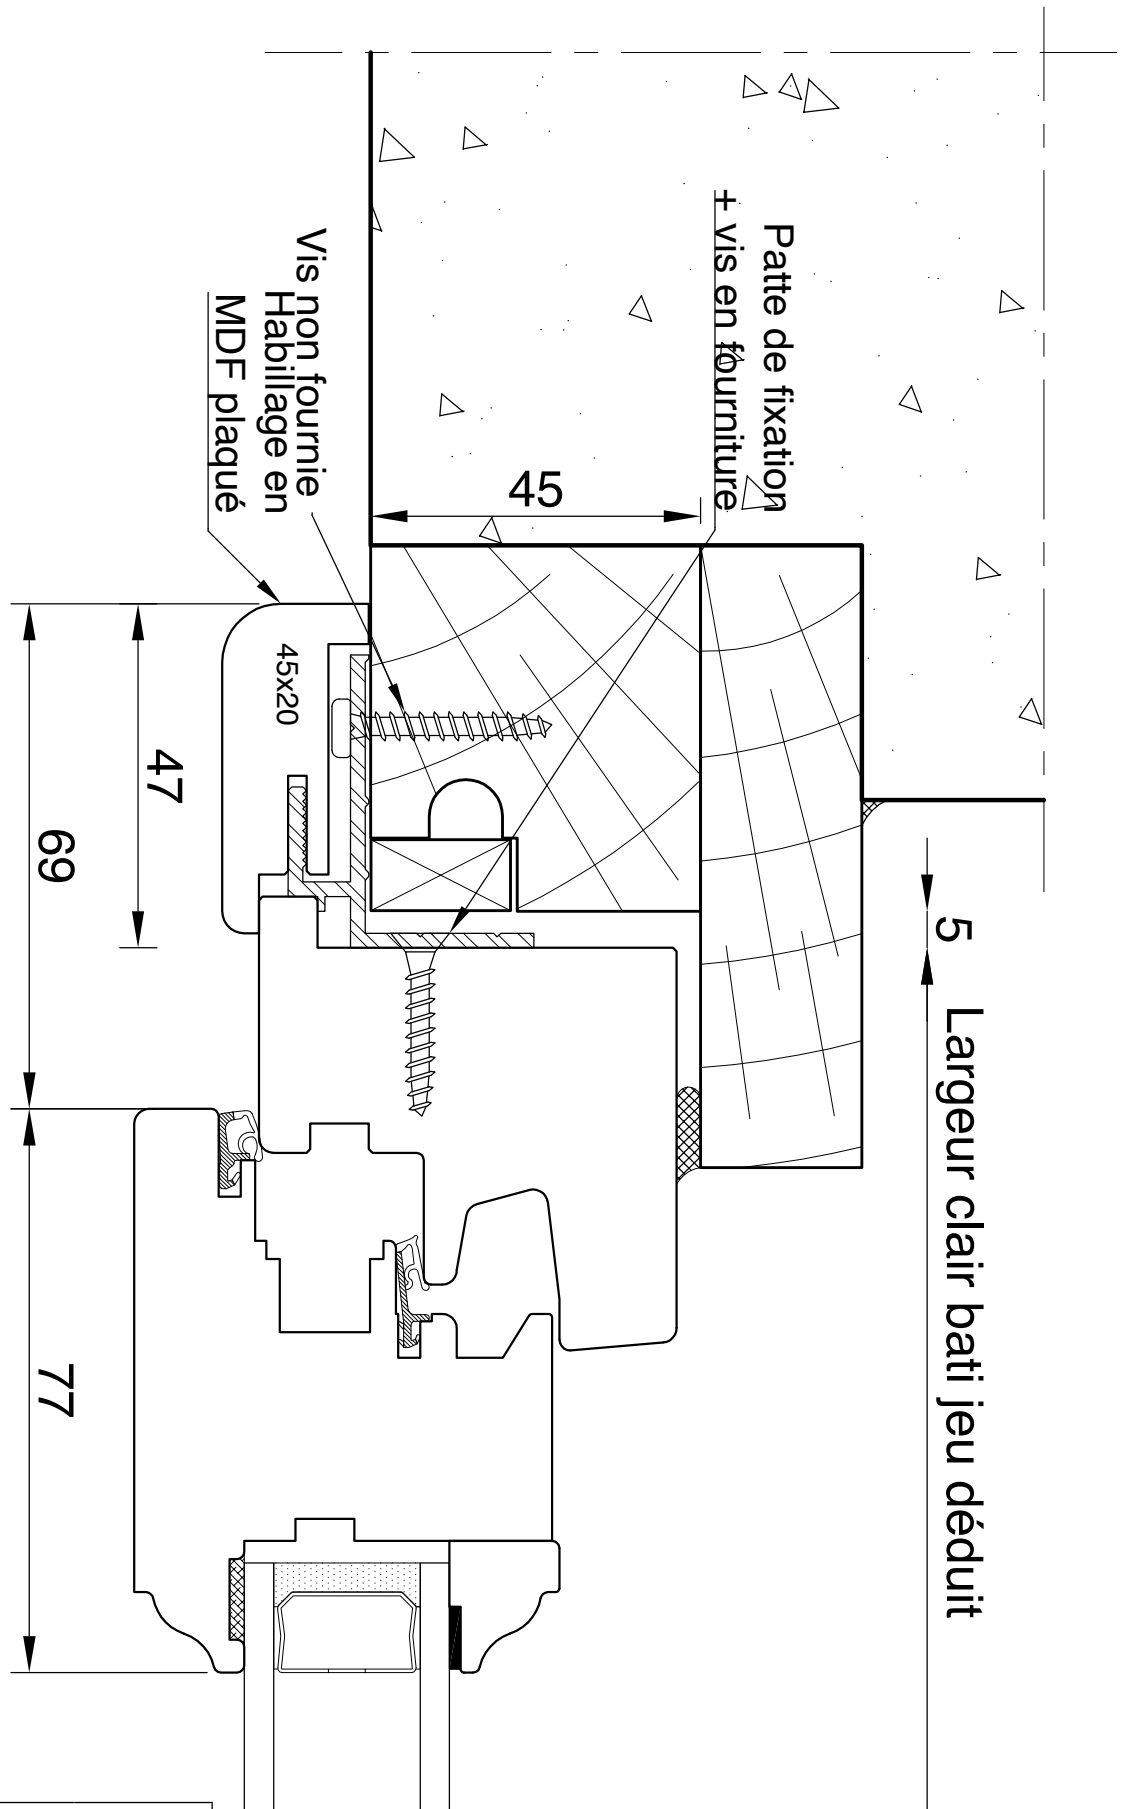 Patte de fixation
+ vis en fourniture
45
Vis non fournie
Habillage en
MDF plaqué
45x20
47
69
77
5
Largeur clair bati jeu déduit